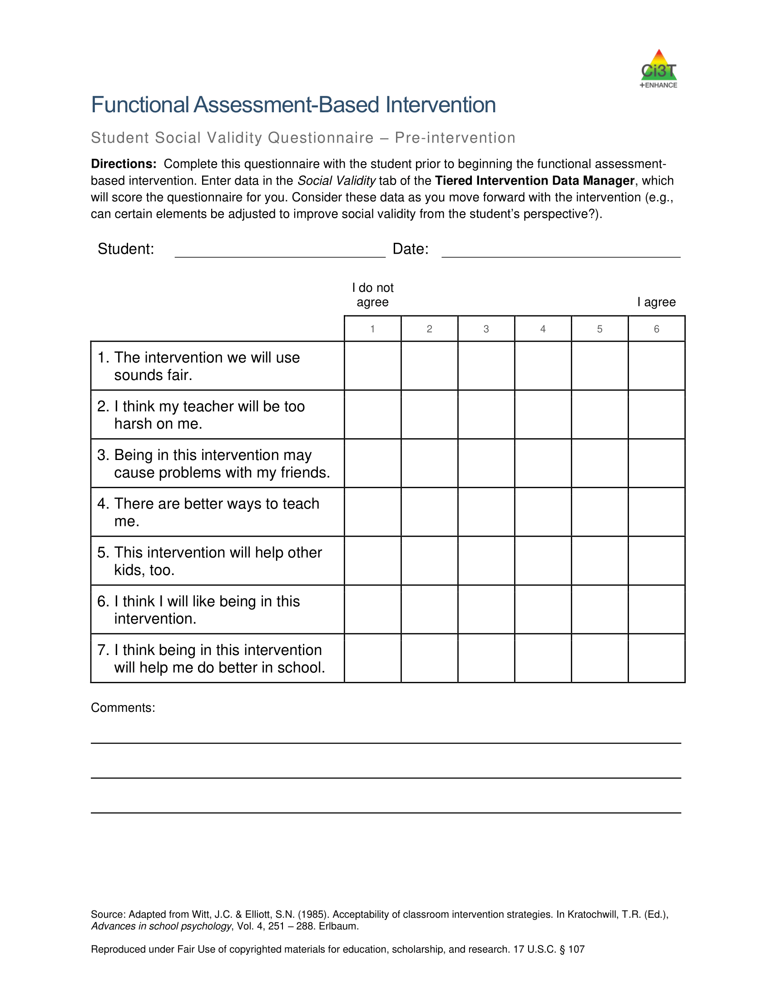 Ci3T
+ENHANCE
Functional Assessment-Based Intervention
Student Social Validity Questionnaire – Pre-intervention
Directions:  Complete this questionnaire with the student prior to beginning the functional assessment-
based intervention. Enter data in the Social Validity tab of the Tiered Intervention Data Manager, which
will score the questionnaire for you. Consider these data as you move forward with the intervention (e.g.,
can certain elements be adjusted to improve social validity from the student’s perspective?).
Student: Date:
I do not
agree I agree
1 2 3 4 5 6
1. The intervention we will use
sounds fair.
2. I think my teacher will be too
harsh on me.
3. Being in this intervention may
cause problems with my friends.
4. There are better ways to teach
me.
5. This intervention will help other
kids, too.
6. I think I will like being in this
intervention.
7. I think being in this intervention
will help me do better in school.
Comments:
Source: Adapted from Witt, J.C. & Elliott, S.N. (1985). Acceptability of classroom intervention strategies. In Kratochwill, T.R. (Ed.),
Advances in school psychology, Vol. 4, 251 – 288. Erlbaum.
Reproduced under Fair Use of copyrighted materials for education, scholarship, and research. 17 U.S.C. § 107